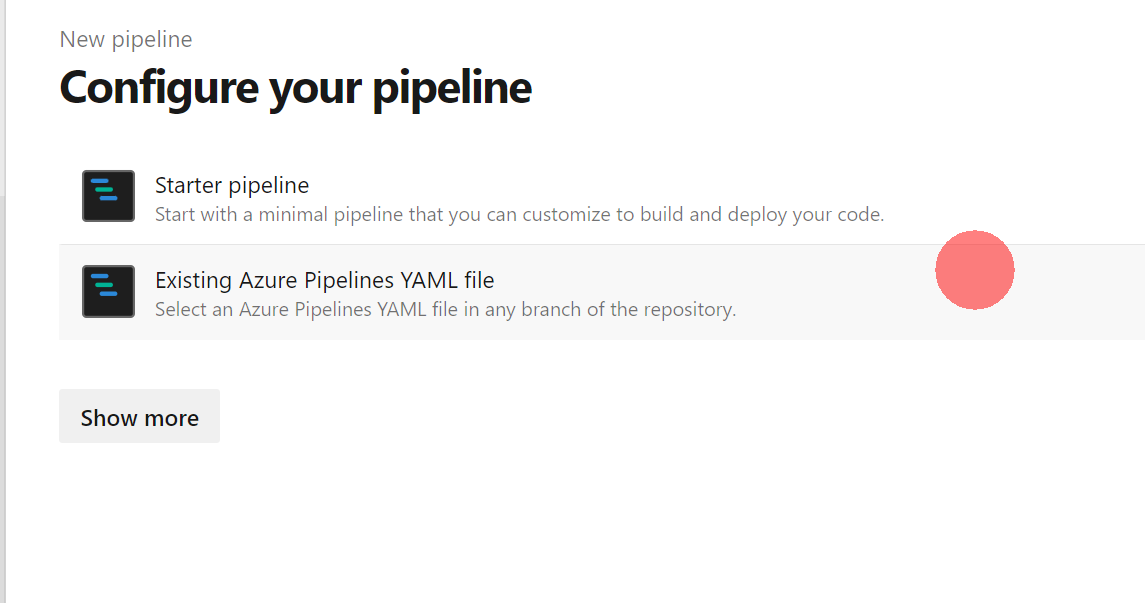 New pipeline
Configure your pipeline
Starter pipeline
Start with a minimal pipeline that you can customize to build and deploy your code.
Existing Azure Pipelines YAML file
Select an Azure Pipelines YAML file in any branch of the repository.
Show more